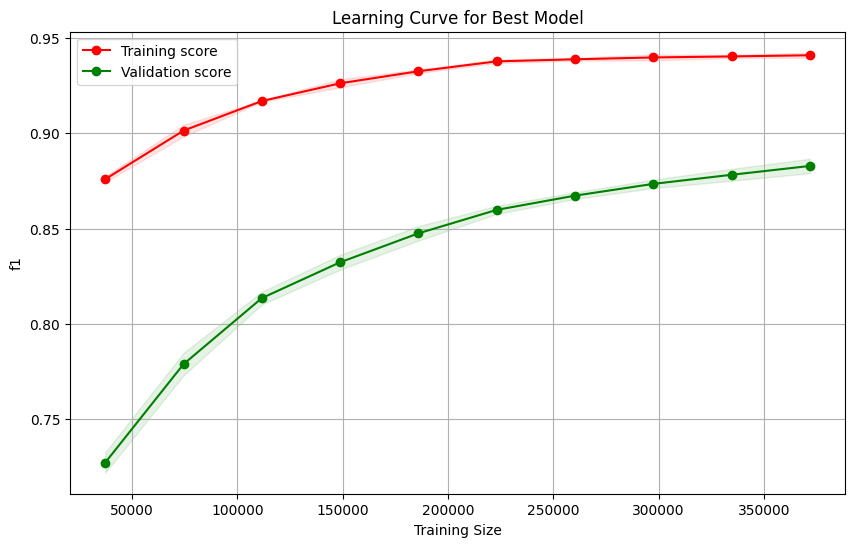 Learning Curve for Best Model
Training score
Validation score
0.95
0.90
0.85
0.80
0.75
f1
50000 100000 150000 200000 250000 300000 350000
Training Size